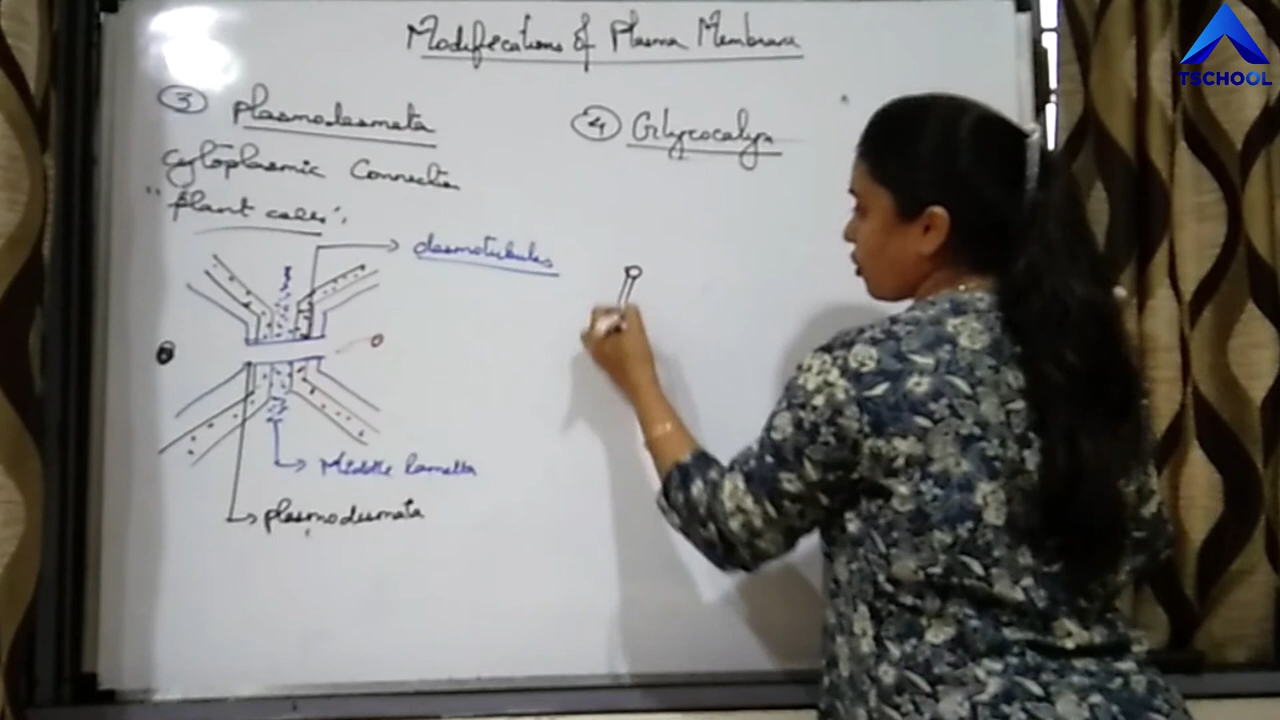 Modifications of Plasma Membrane
③ Plasmodesmata
Cytoplasmic Connection
"Plant cells".
desmotubules
Middle lamella
plasmodesmata
④ Glycocalyx
TSCHOOL